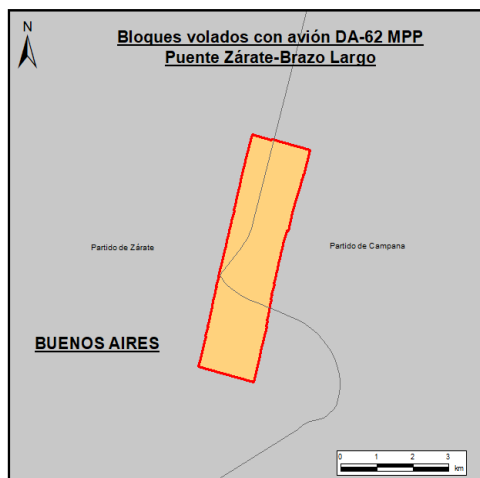 Bloques volados con avión DA-62 MPP
Puente Zárate-Brazo Largo
N
Partido de Zárate
Partido de Campana
BUENOS AIRES
0 1 2 3
km